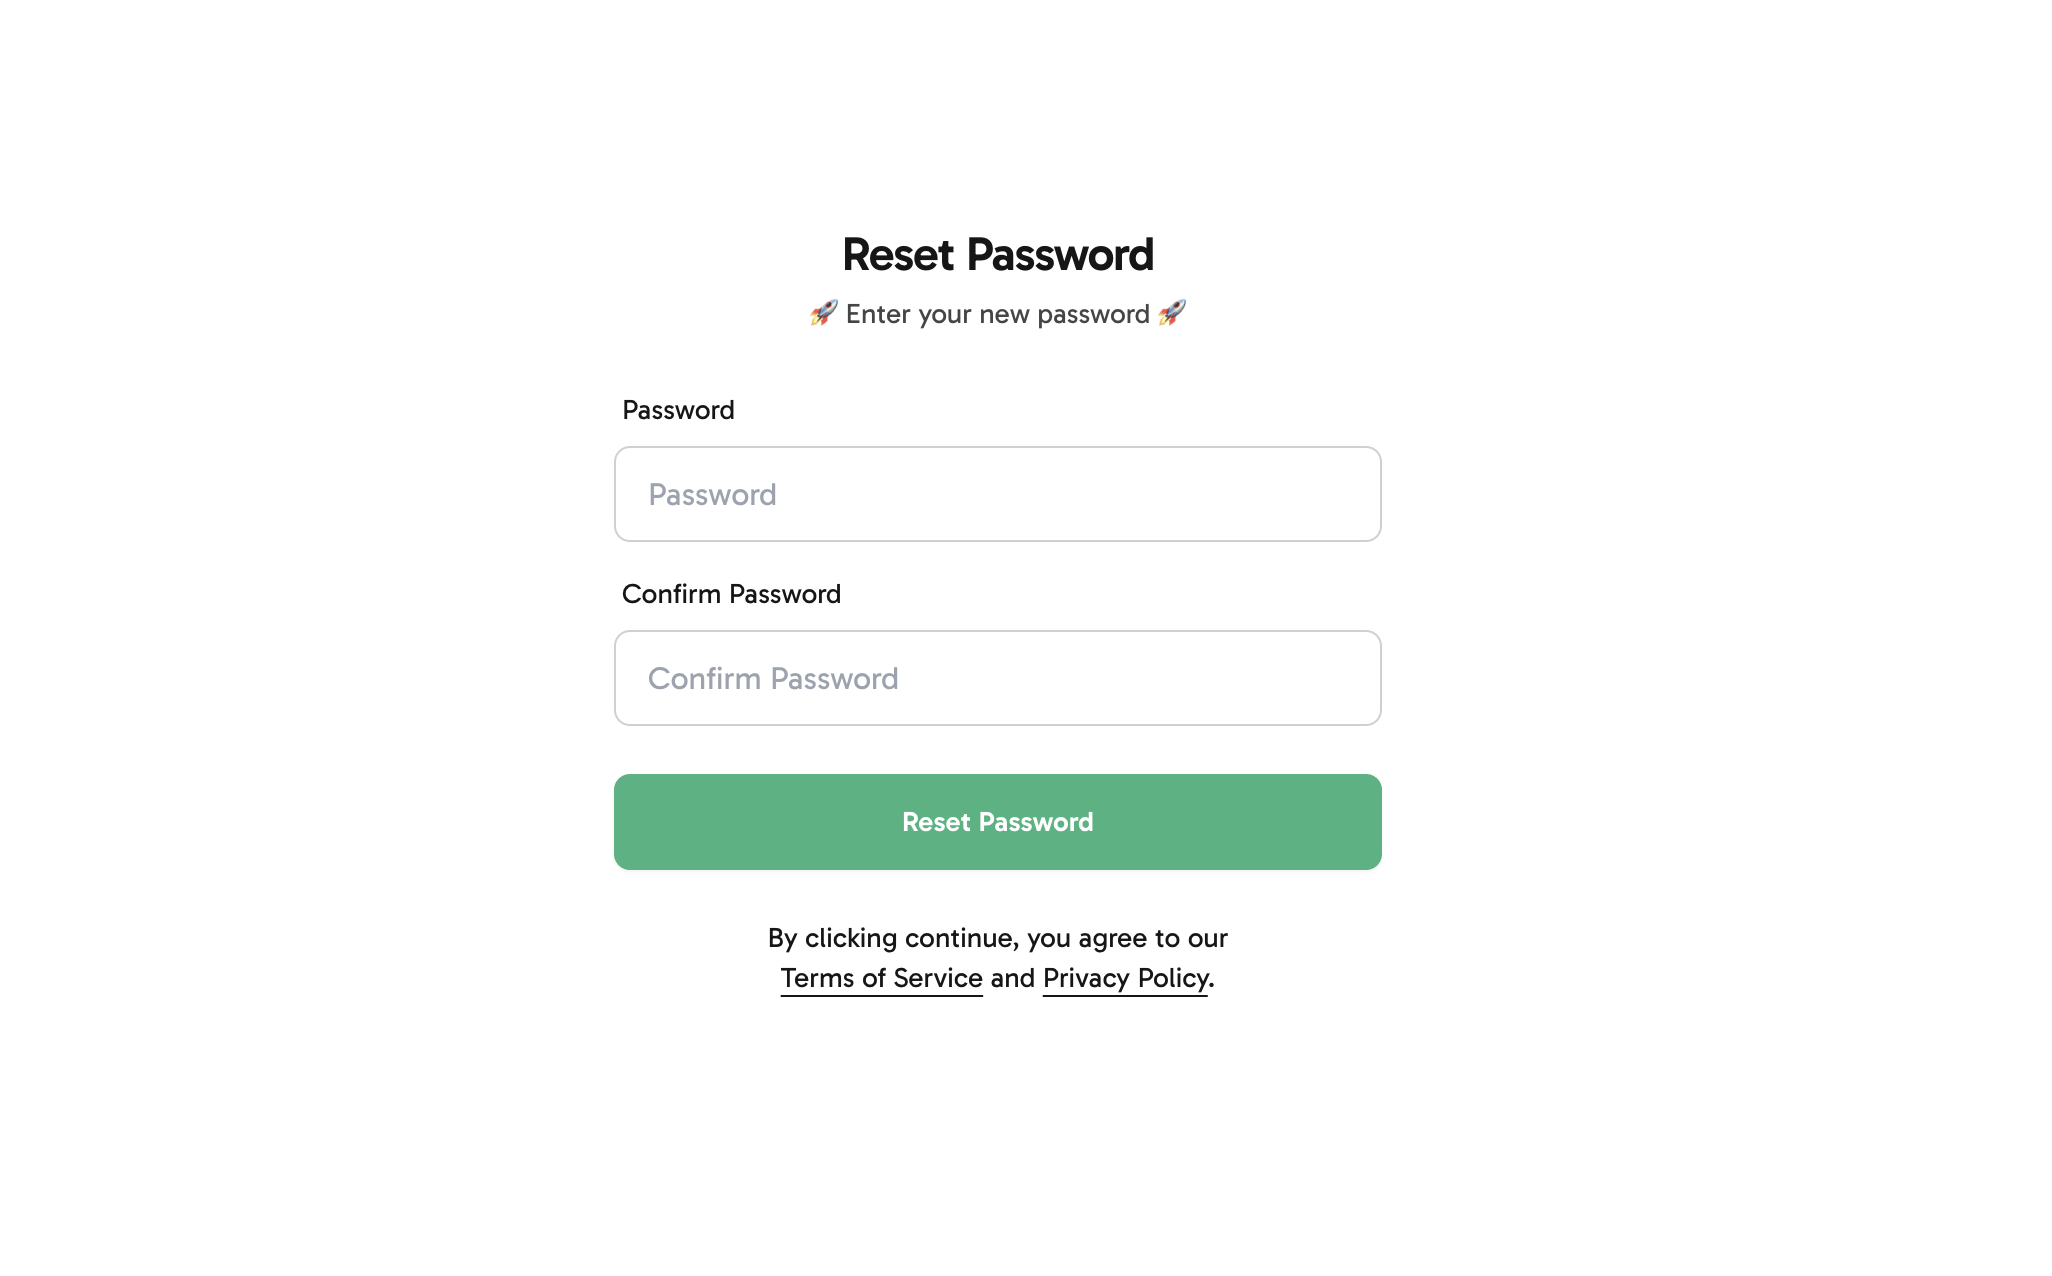 Reset Password
🚀 Enter your new password 🚀
Password
Password
Confirm Password
Confirm Password
Reset Password
By clicking continue, you agree to our
Terms of Service and Privacy Policy.